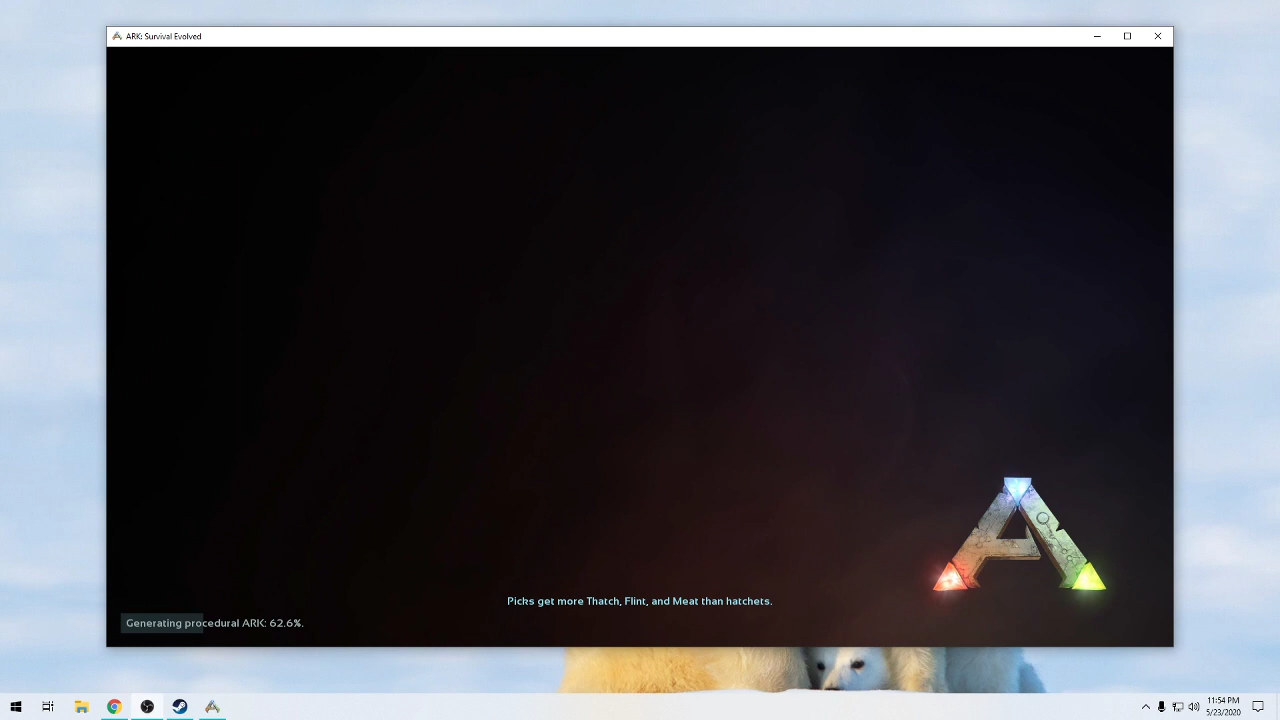 ARK: Survival Evolved
Picks get more Thatch, Flint, and Meat than hatchets.
Generating procedural ARK: 62.6%.
11:54 PM
5/23/2020